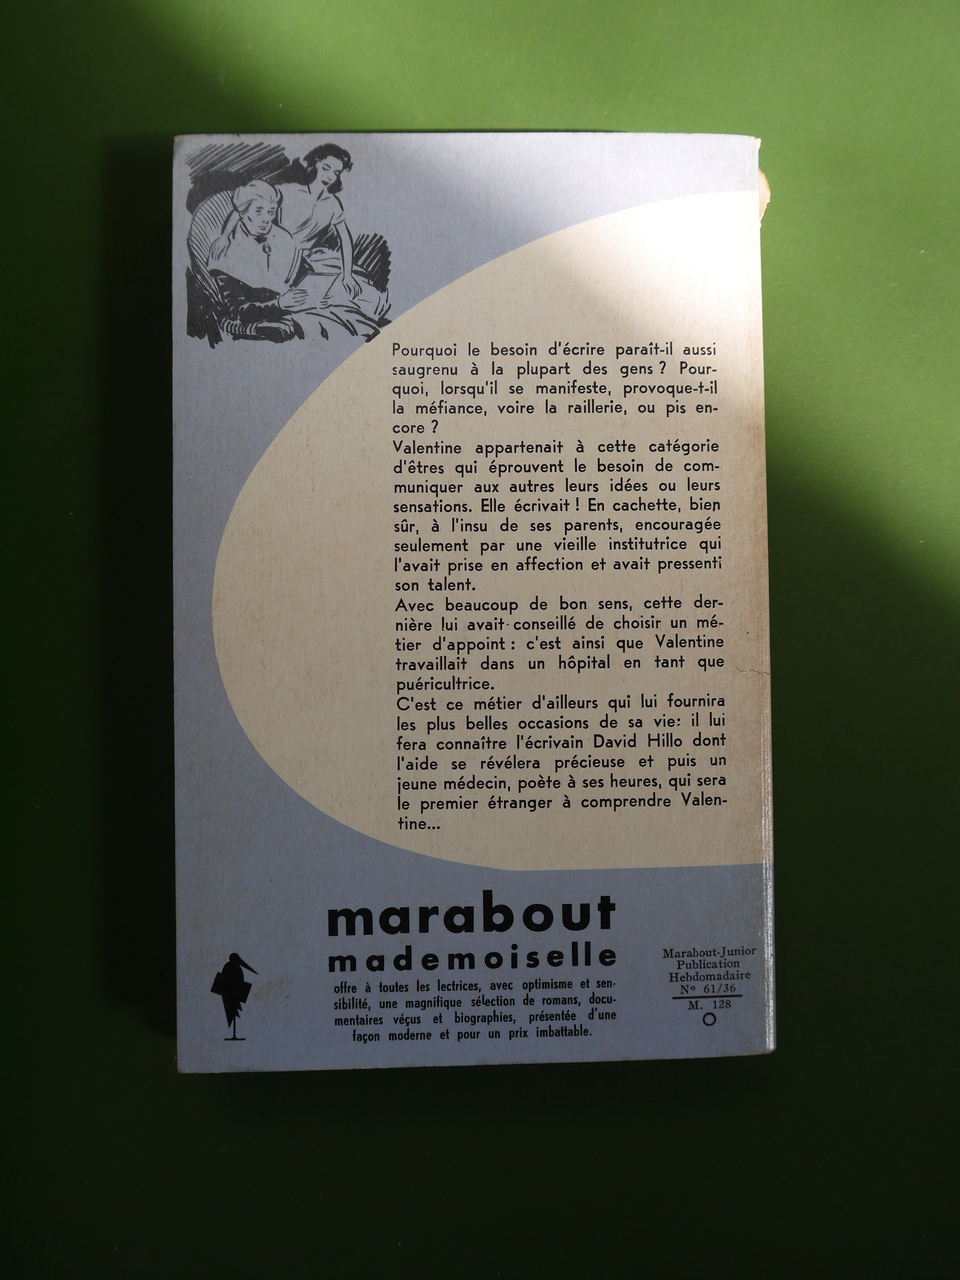 Pourquoi le besoin d'écrire paraît-il aussi
saugrenu à la plupart des gens ? Pour-
quoi, lorsqu'il se manifeste, provoque-t-il
la méfiance, voire la raillerie, ou pis en-
core ?
Valentine appartenait à cette catégorie
d'êtres qui éprouvent le besoin de com-
muniquer aux autres leurs idées ou leurs
sensations. Elle écrivait ! En cachette, bien
sûr, à l'insu de ses parents, encouragée
seulement par une vieille institutrice qui
l'avait prise en affection et avait pressenti
son talent.
Avec beaucoup de bon sens, cette der-
nière lui avait conseillé de choisir un mé-
tier d'appoint : c'est ainsi que Valentine
travaillait dans un hôpital en tant que
puéricultrice.
C'est ce métier d'ailleurs qui lui fournira
les plus belles occasions de sa vie: il lui
fera connaître l'écrivain David Hillo dont
l'aide se révélera précieuse et puis un
jeune médecin, poète à ses heures, qui sera
le premier étranger à comprendre Valen-
tine...
marabout
mademoiselle
offre à toutes les lectrices, avec optimisme et sen-
sibilité, une magnifique sélection de romans, docu-
mentaires véçus et biographies, présentée d'une
façon moderne et pour un prix imbattable.
Marabout-Junior
Publication
Hebdomadaire
Nº 61/36
M. 128